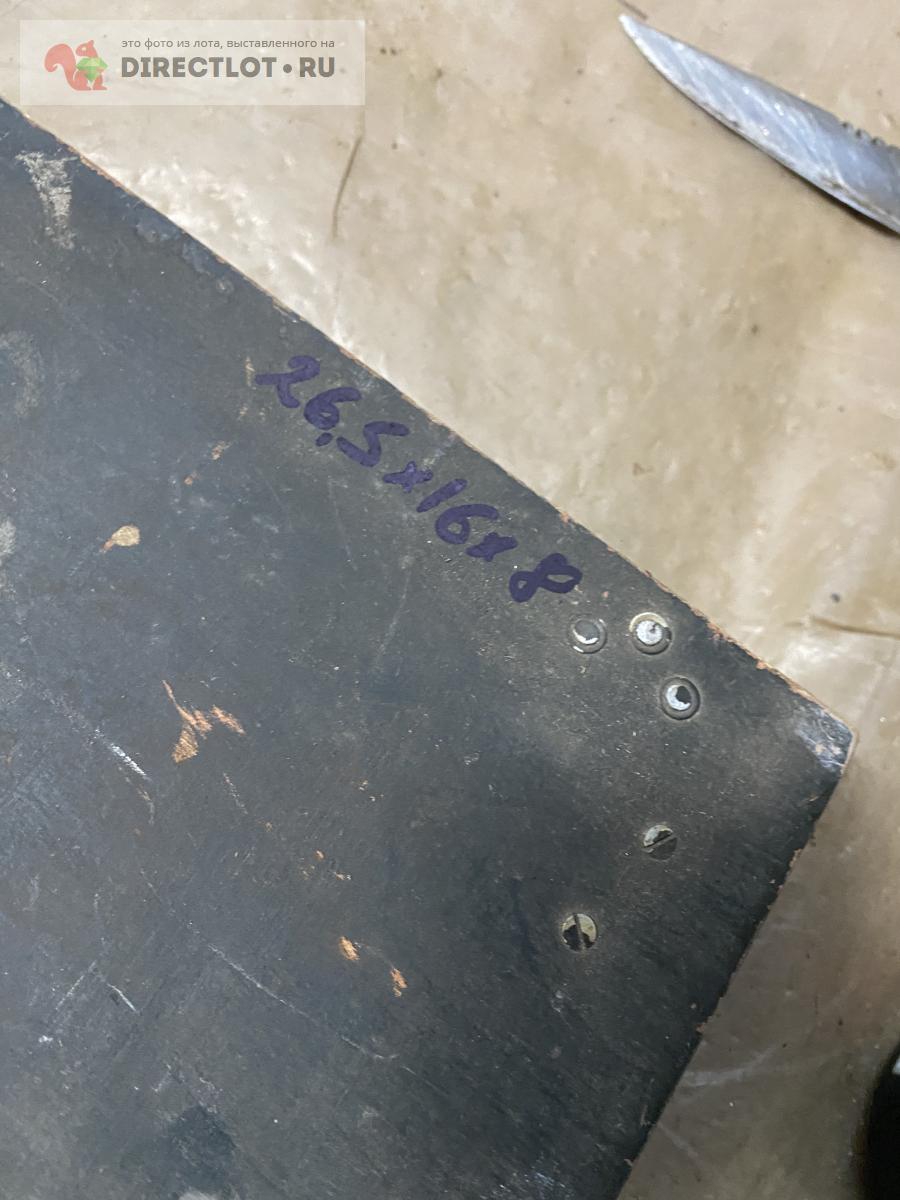 это фото из лота, выставленного на
DIRECTLOT•RU
26,5x16x8